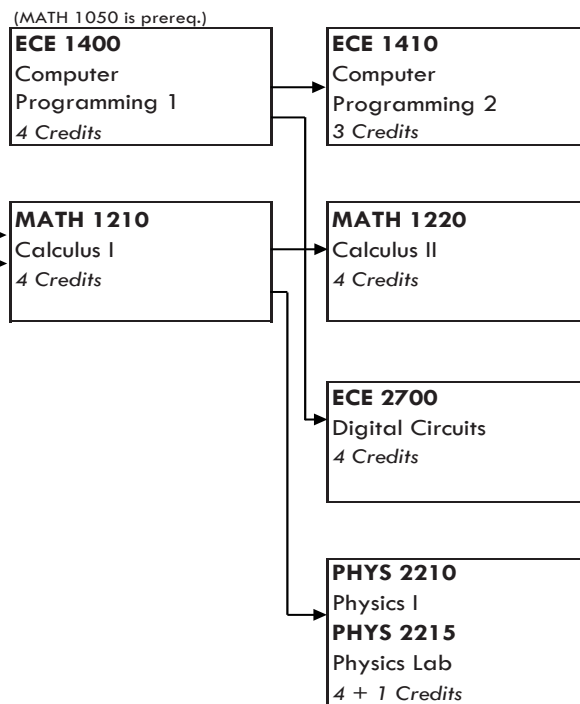 (MATH 1050 is prereq.)
ECE 1400
Computer
Programming 1
4 Credits
ECE 1410
Computer
Programming 2
3 Credits
MATH 1210
Calculus I
4 Credits
MATH 1220
Calculus II
4 Credits
ECE 2700
Digital Circuits
4 Credits
PHYS 2210
Physics I
PHYS 2215
Physics Lab
4 + 1 Credits